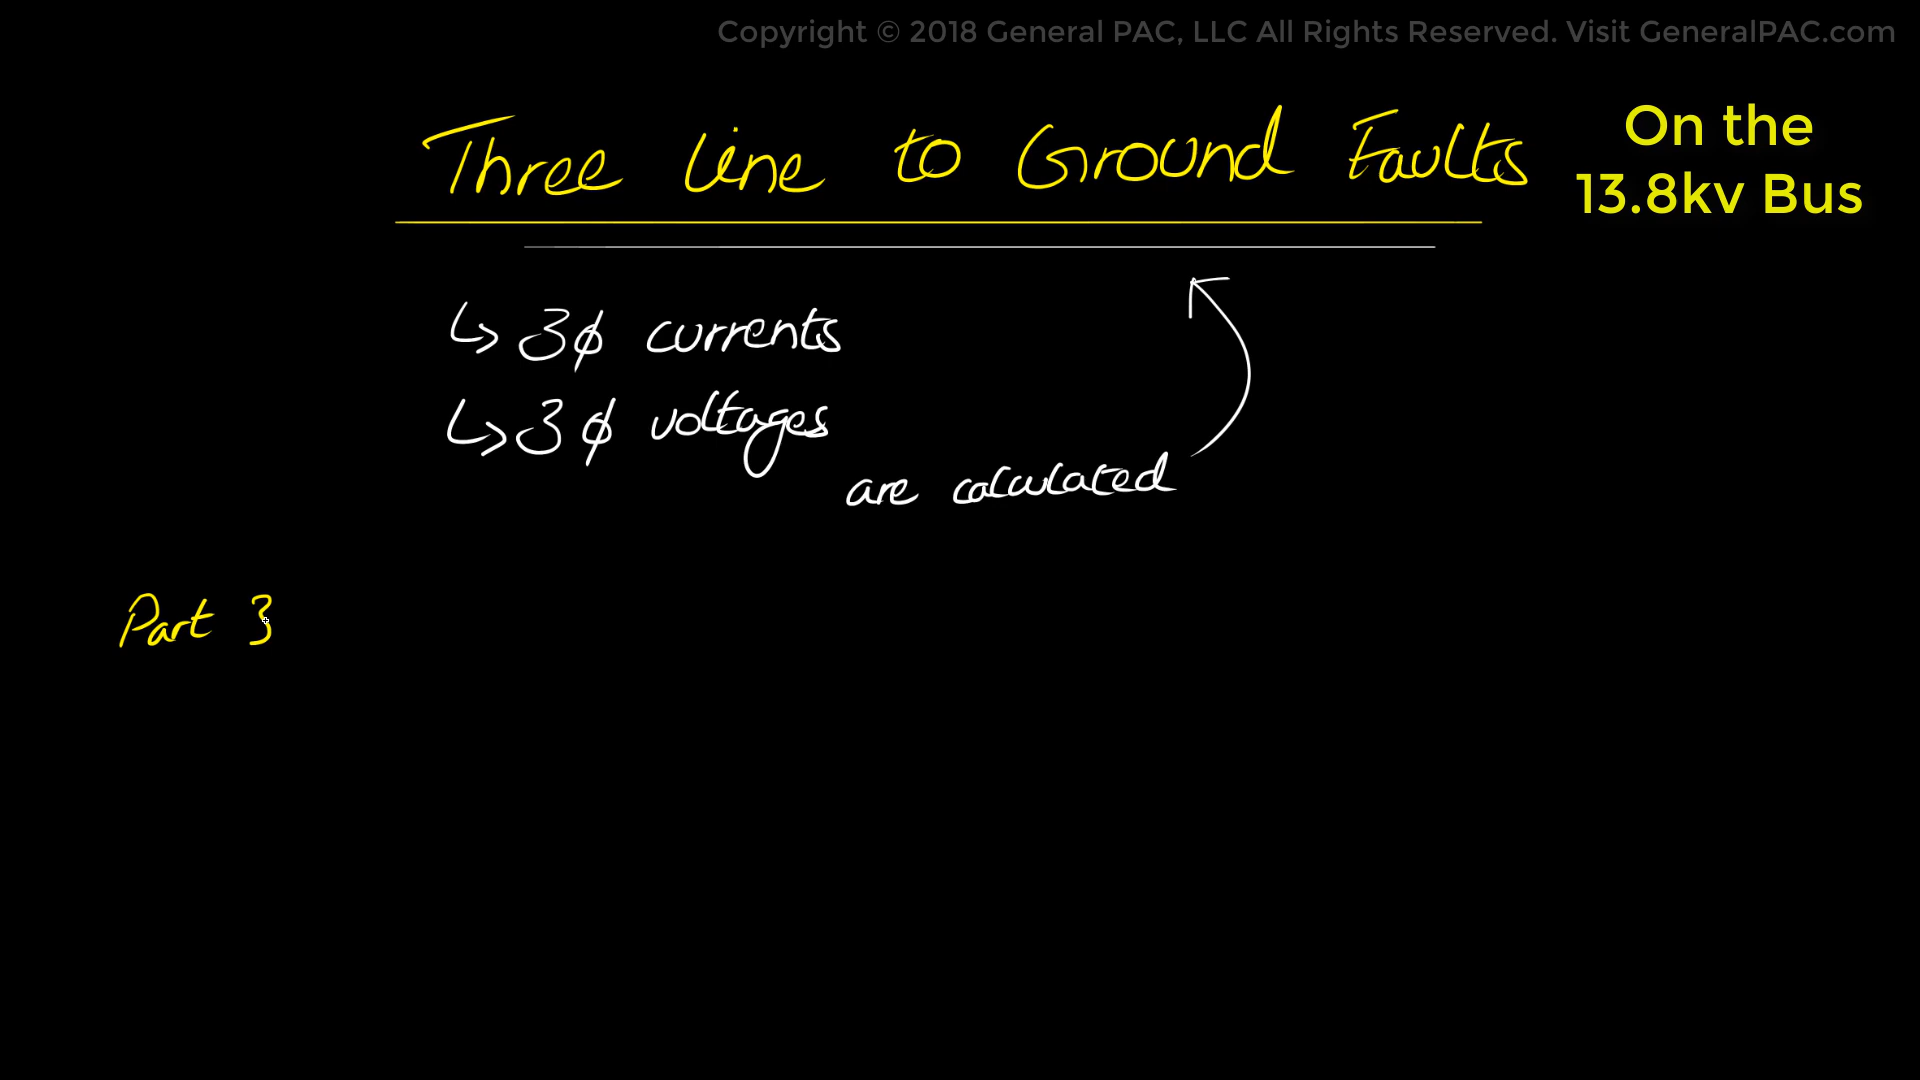 Copyright © 2018 General PAC, LLC All Rights Reserved. Visit GeneralPAC.com
Three Line to Ground Faults
On the
13.8kv Bus
↳ 3ϕ currents
↳ 3ϕ voltages
are calculated
Part 3